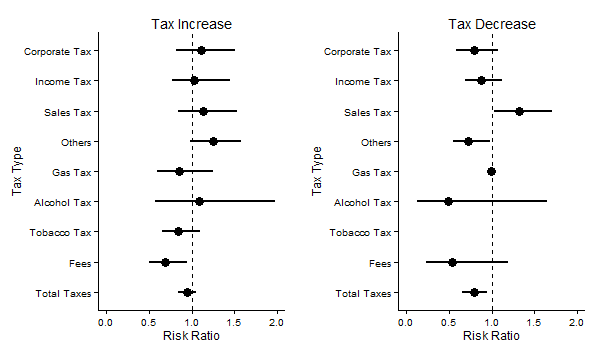 Tax Increase
Tax Type
Corporate Tax
Income Tax
Sales Tax
Others
Gas Tax
Alcohol Tax
Tobacco Tax
Fees
Total Taxes
0.0 0.5 1.0 1.5 2.0
Risk Ratio
Tax Decrease
Tax Type
Corporate Tax
Income Tax
Sales Tax
Others
Gas Tax
Alcohol Tax
Tobacco Tax
Fees
Total Taxes
0.0 0.5 1.0 1.5 2.0
Risk Ratio